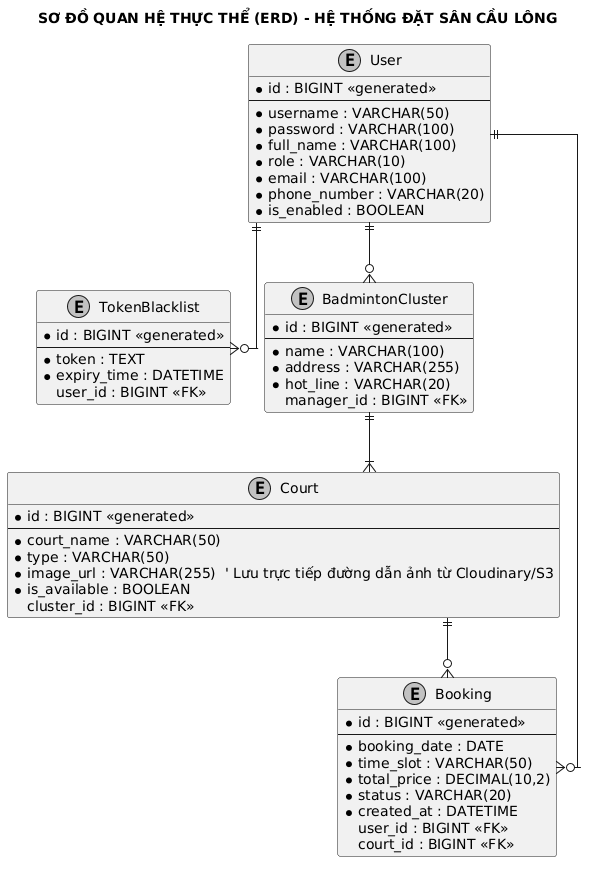 SƠ ĐỒ QUAN HỆ THỰC THỂ (ERD) - HỆ THỐNG ĐẶT SÂN CẦU LÔNG
E User
id : BIGINT «generated»
username : VARCHAR(50)
password : VARCHAR(100)
full_name : VARCHAR(100)
role : VARCHAR(10)
email : VARCHAR(100)
phone_number : VARCHAR(20)
is_enabled : BOOLEAN
E TokenBlacklist
id : BIGINT «generated»
token : TEXT
expiry_time : DATETIME
user_id : BIGINT «FK»
E BadmintonCluster
id : BIGINT «generated»
name : VARCHAR(100)
address : VARCHAR(255)
hot_line : VARCHAR(20)
manager_id : BIGINT «FK»
E Court
id : BIGINT «generated»
court_name : VARCHAR(50)
type : VARCHAR(50)
image_url : VARCHAR(255)  ' Lưu trực tiếp đường dẫn ảnh từ Cloudinary/S3
is_available : BOOLEAN
cluster_id : BIGINT «FK»
E Booking
id : BIGINT «generated»
booking_date : DATE
time_slot : VARCHAR(50)
total_price : DECIMAL(10,2)
status : VARCHAR(20)
created_at : DATETIME
user_id : BIGINT «FK»
court_id : BIGINT «FK»